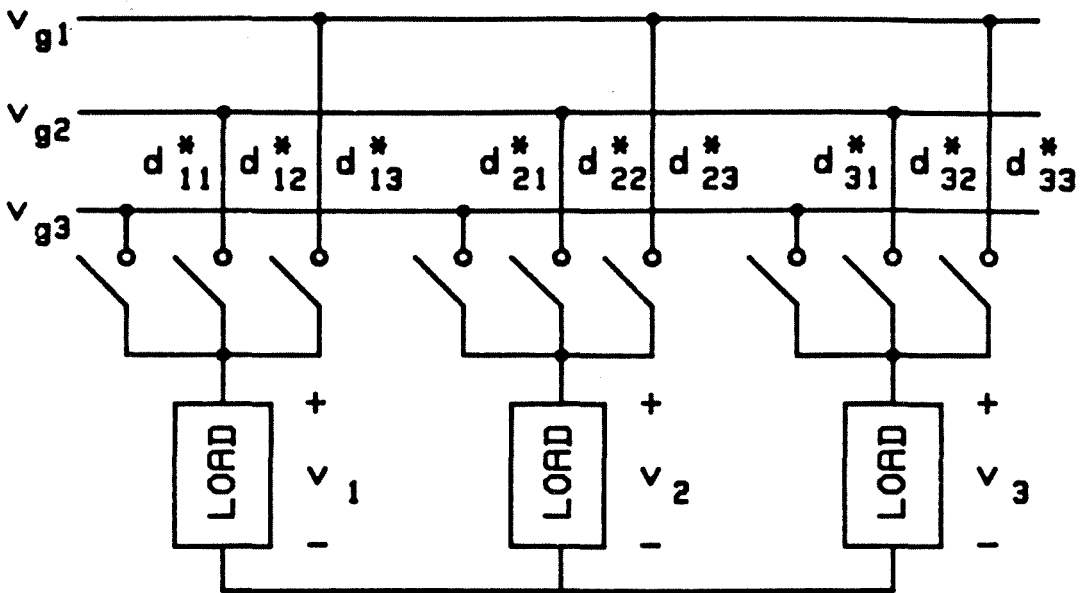 v g1
v g2
d*11 d*12 d*13 d*21 d*22 d*23 d*31 d*32 d*33
v g3
+ + +
LOAD v 1 LOAD v 2 LOAD v 3
– – –